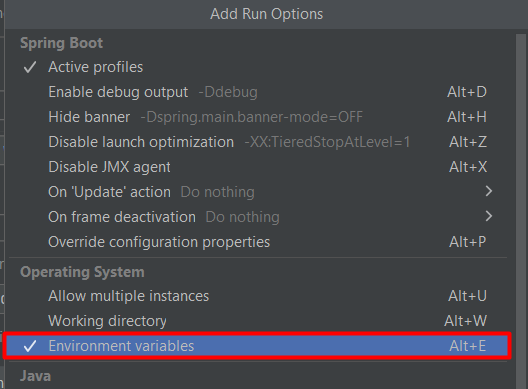 Add Run Options
Spring Boot
Active profiles
Enable debug output -Ddebug Alt+D
Hide banner -Dspring.main.banner-mode=OFF Alt+H
Disable launch optimization -XX:TieredStopAtLevel=1 Alt+Z
Disable JMX agent Alt+X
On 'Update' action Do nothing
On frame deactivation Do nothing
Override configuration properties Alt+P
Operating System
Allow multiple instances Alt+U
Working directory Alt+W
Environment variables Alt+E
Java